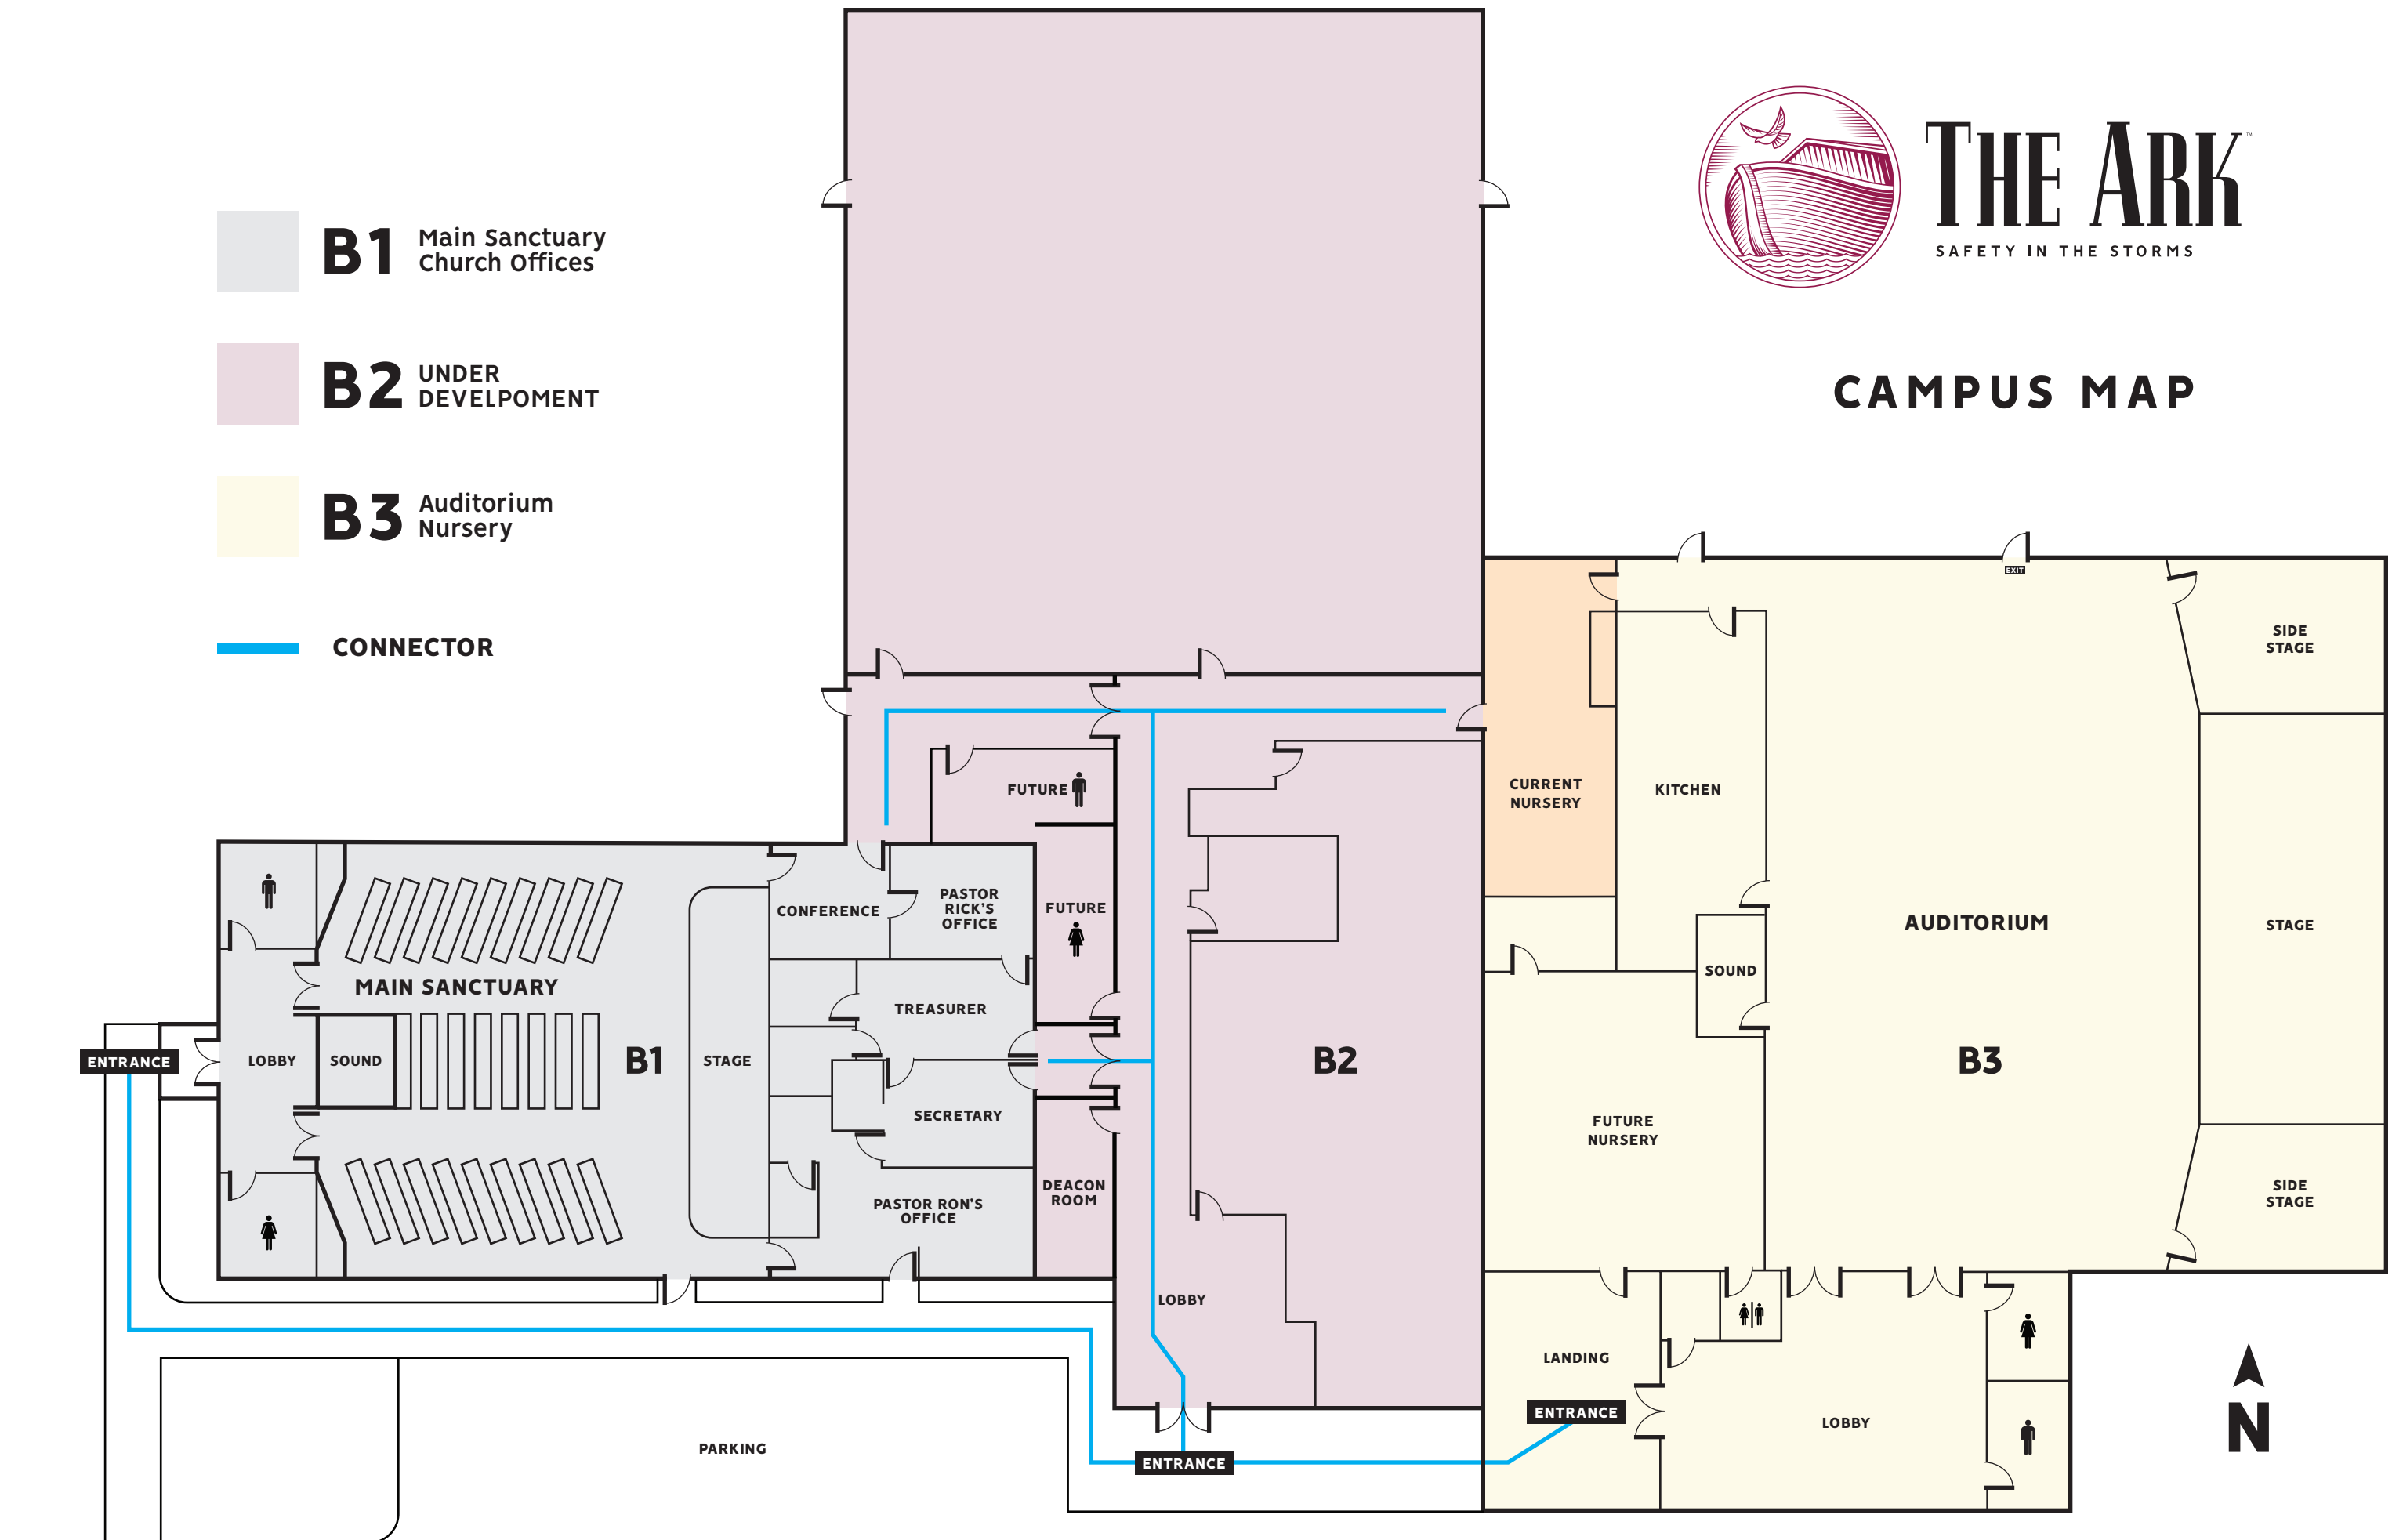 THE ARK™
SAFETY IN THE STORMS
CAMPUS MAP
B1 Main Sanctuary
Church Offices
B2 UNDER
DEVELPOMENT
B3 Auditorium
Nursery
CONNECTOR
EXIT
SIDE
STAGE
CURRENT
NURSERY
KITCHEN
FUTURE
PASTOR
RICK'S
OFFICE
CONFERENCE
FUTURE
AUDITORIUM
STAGE
SOUND
MAIN SANCTUARY
TREASURER
ENTRANCE
LOBBY
SOUND
B1
STAGE
B2
B3
SECRETARY
FUTURE
NURSERY
DEACON
ROOM
SIDE
STAGE
PASTOR RON'S
OFFICE
LOBBY
LANDING
ENTRANCE
LOBBY
PARKING
ENTRANCE
N